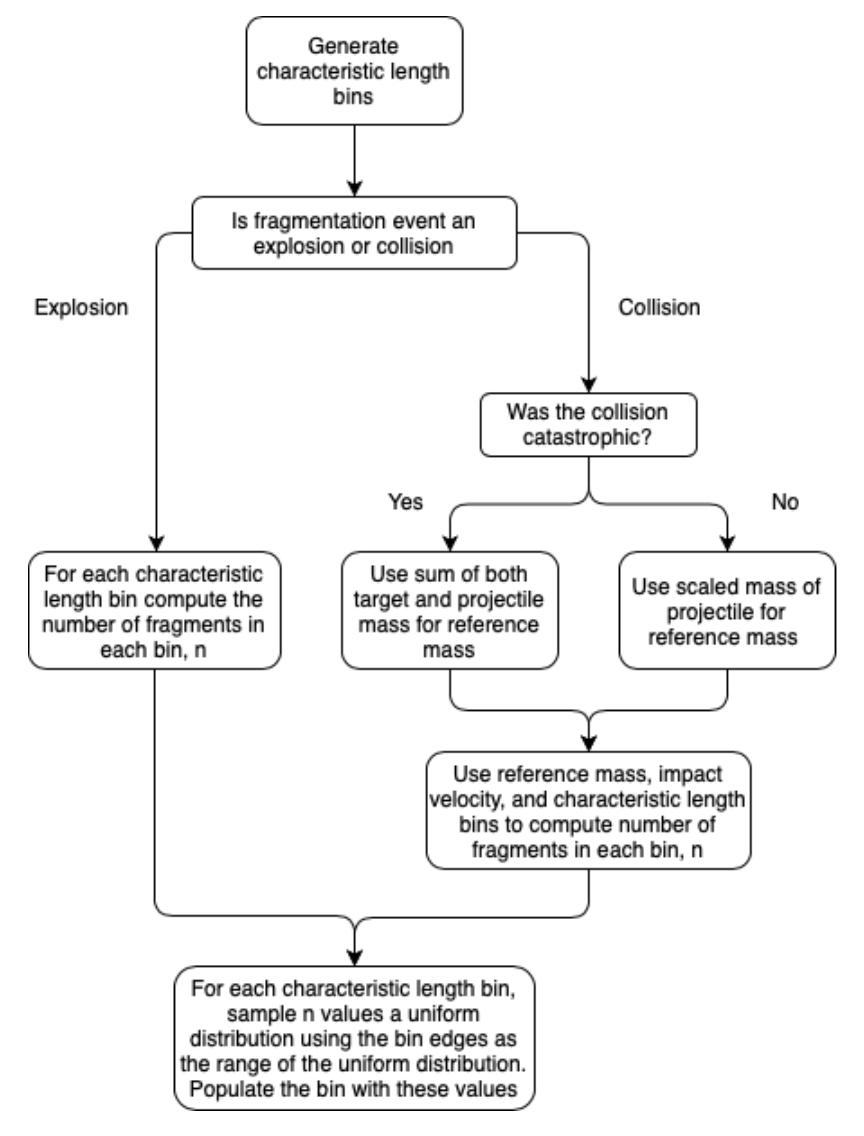 Generate
characteristic length
bins
Is fragmentation event an
explosion or collision
Explosion
Collision
Was the collision
catastrophic?
Yes
No
For each characteristic
length bin compute the
number of fragments in
each bin, n
Use sum of both
target and projectile
mass for reference
mass
Use scaled mass of
projectile for
reference mass
Use reference mass, impact
velocity, and characteristic length
bins to compute number of
fragments in each bin, n
For each characteristic length bin,
sample n values a uniform
distribution using the bin edges as
the range of the uniform distribution.
Populate the bin with these values